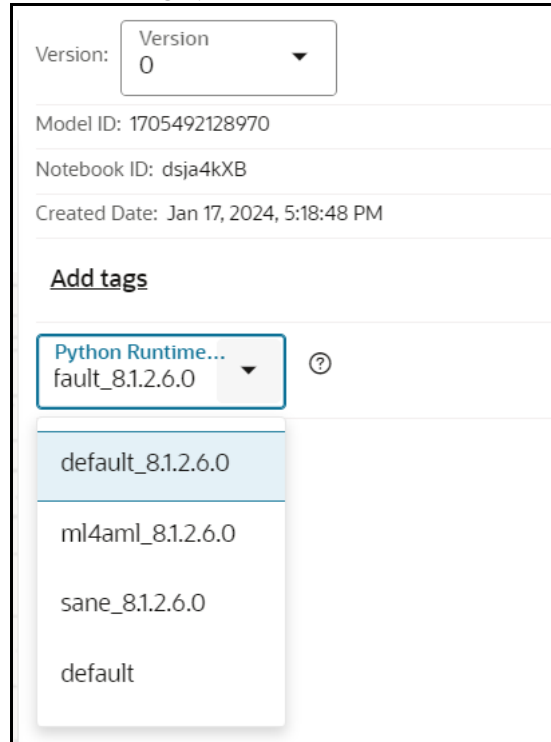 Version:
Version
0
Model ID: 1705492128970
Notebook ID: dsja4kXB
Created Date: Jan 17, 2024, 5:18:48 PM
Add tags
Python Runtime...
fault_8.1.2.6.0
?
default_8.1.2.6.0
ml4aml_8.1.2.6.0
sane_8.1.2.6.0
default